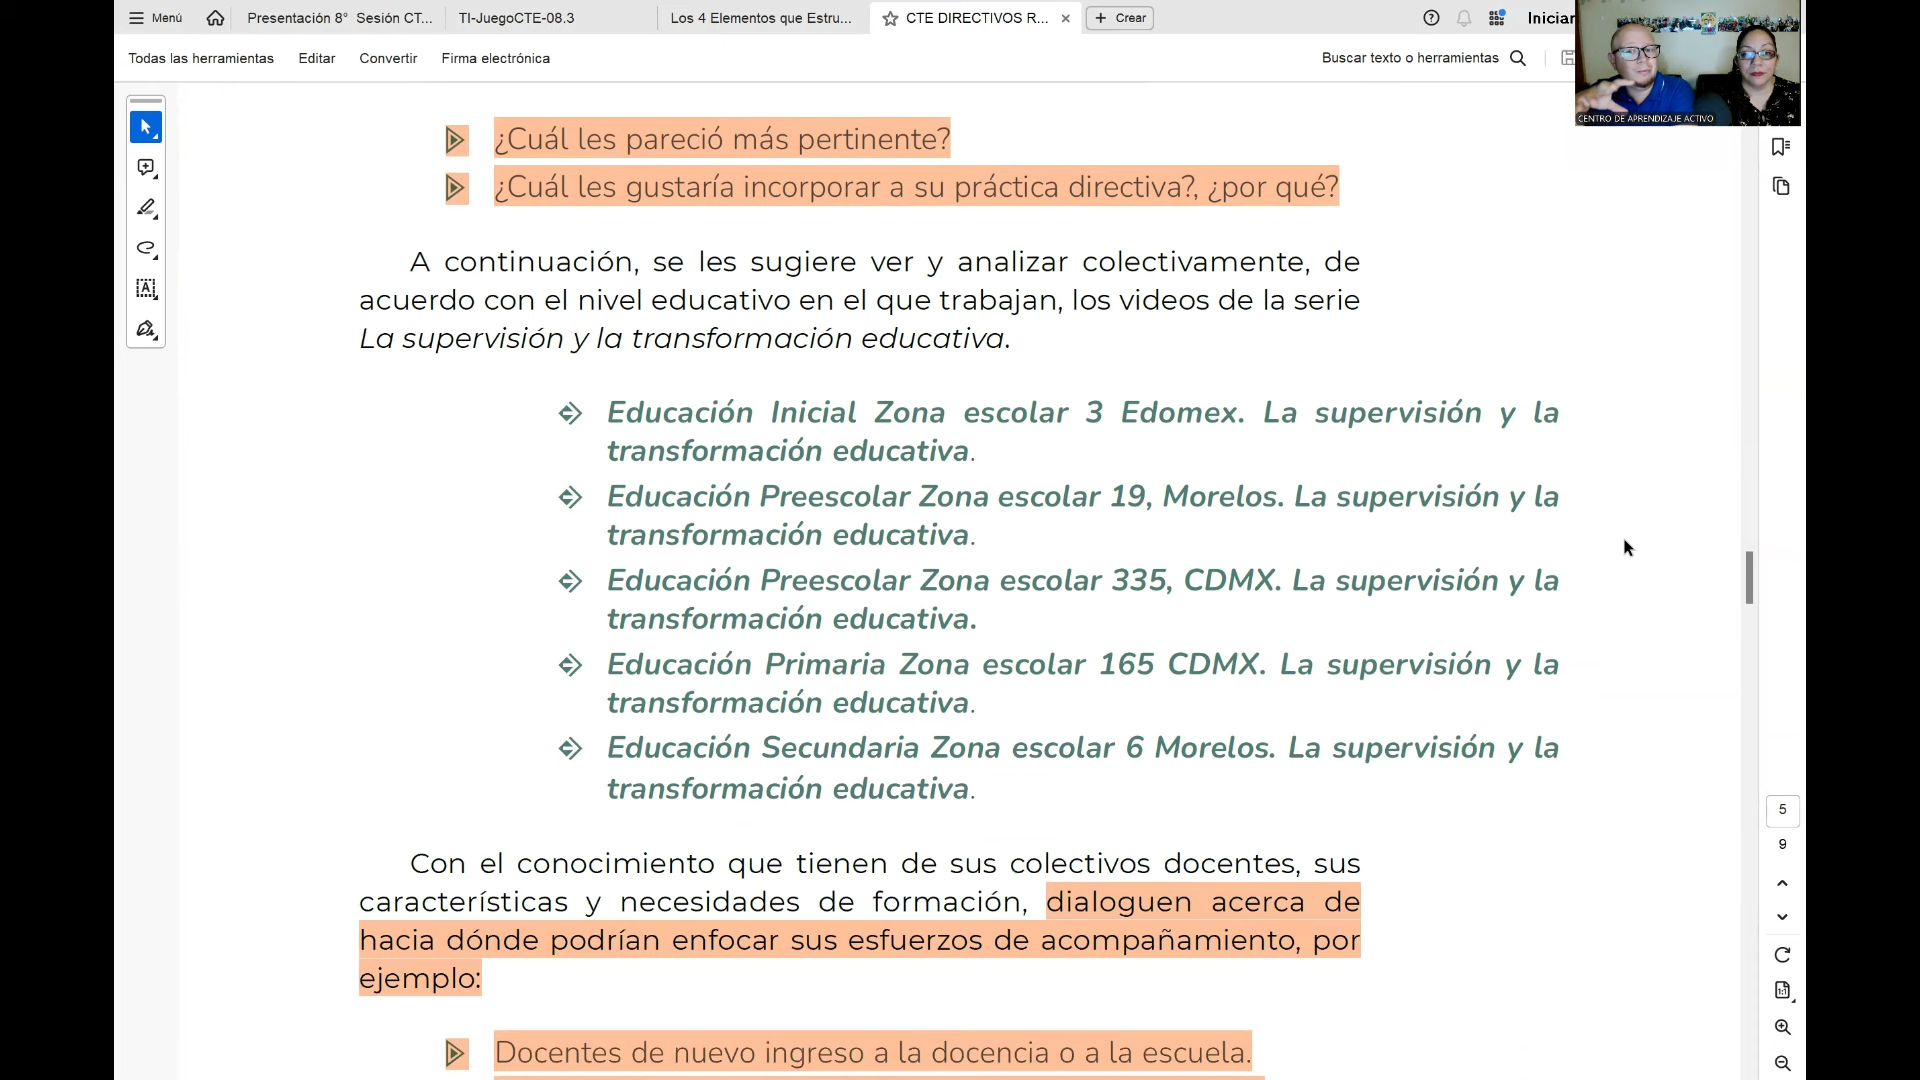 Menú
Presentación 8° Sesión CT...
TI-JuegoCTE-08.3
Los 4 Elementos que Estru...
CTE DIRECTIVOS R...
Crear
Iniciar
Todas las herramientas
Editar
Convertir
Firma electrónica
Buscar texto o herramientas
CENTRO DE APRENDIZAJE ACTIVO
¿Cuál les pareció más pertinente?
¿Cuál les gustaría incorporar a su práctica directiva?, ¿por qué?
A continuación, se les sugiere ver y analizar colectivamente, de
acuerdo con el nivel educativo en el que trabajan, los videos de la serie
La supervisión y la transformación educativa.
Educación Inicial Zona escolar 3 Edomex. La supervisión y la
transformación educativa.
Educación Preescolar Zona escolar 19, Morelos. La supervisión y la
transformación educativa.
Educación Preescolar Zona escolar 335, CDMX. La supervisión y la
transformación educativa.
Educación Primaria Zona escolar 165 CDMX. La supervisión y la
transformación educativa.
Educación Secundaria Zona escolar 6 Morelos. La supervisión y la
transformación educativa.
Con el conocimiento que tienen de sus colectivos docentes, sus
características y necesidades de formación, dialoguen acerca de
hacia dónde podrían enfocar sus esfuerzos de acompañamiento, por
ejemplo:
Docentes de nuevo ingreso a la docencia o a la escuela.
5
9